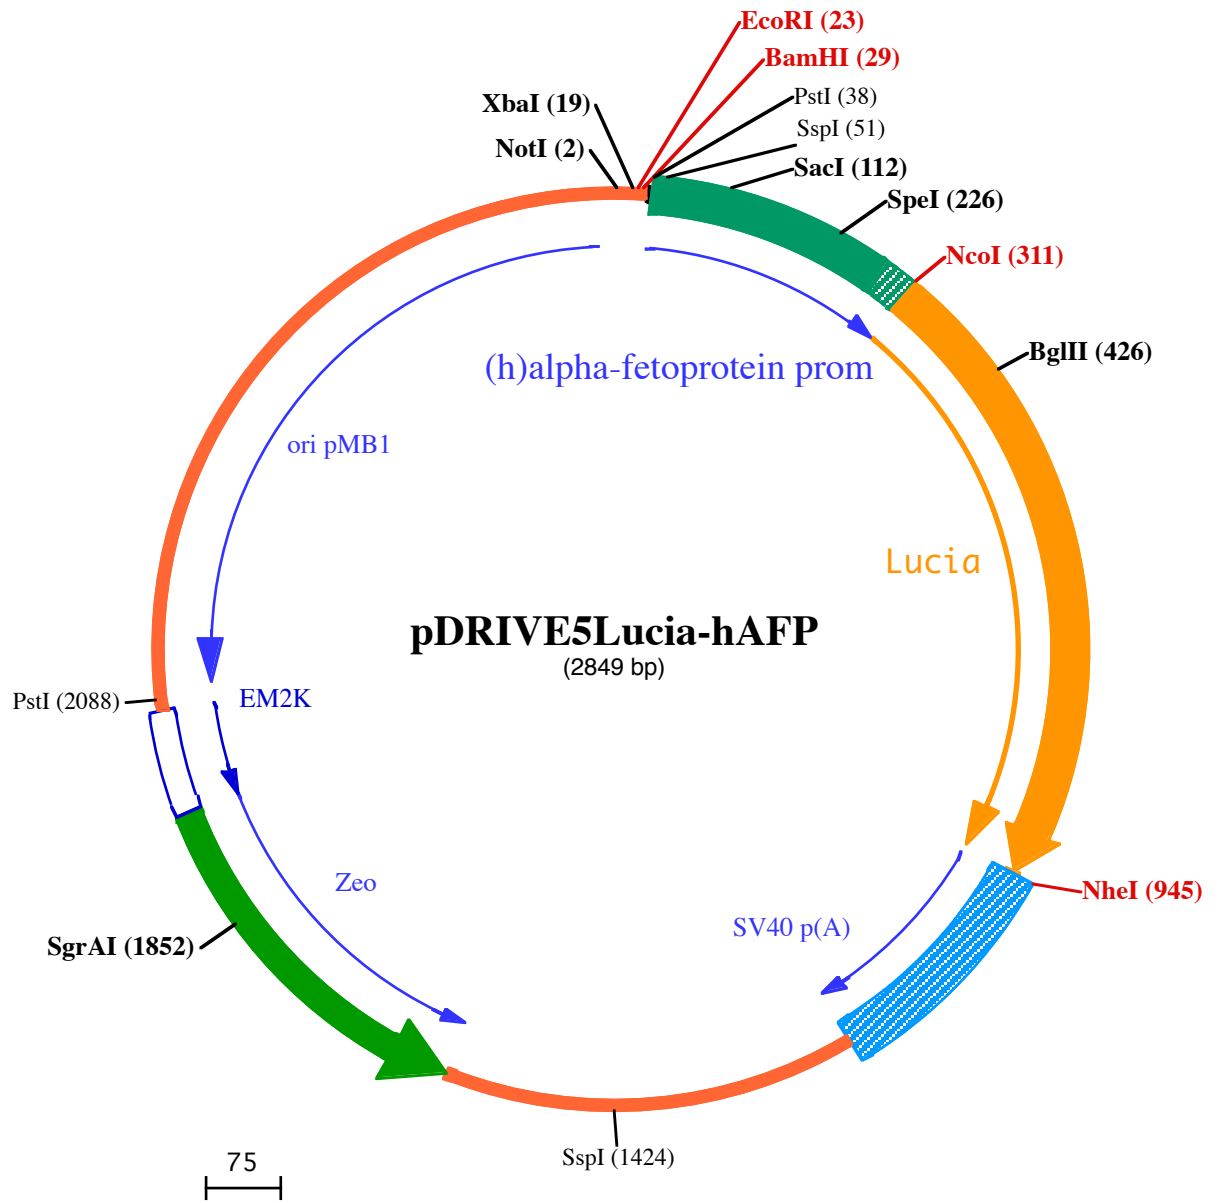 EcoRI (23)
BamHI (29)
PstI (38)
XbaI (19)
SspI (51)
NotI (2)
SacI (112)
SpeI (226)
NcoI (311)
BglII (426)
(h)alpha-fetoprotein prom
ori pMB1
Lucia
pDRIVE5Lucia-hAFP
(2849 bp)
PstI (2088)
EM2K
Zeo
NheI (945)
SV40 p(A)
SgrAI (1852)
SspI (1424)
75